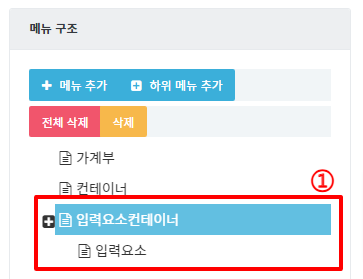 메뉴 구조
메뉴 추가 하위 메뉴 추가
전체 삭제 삭제
가계부
①
컨테이너
입력요소컨테이너
입력요소